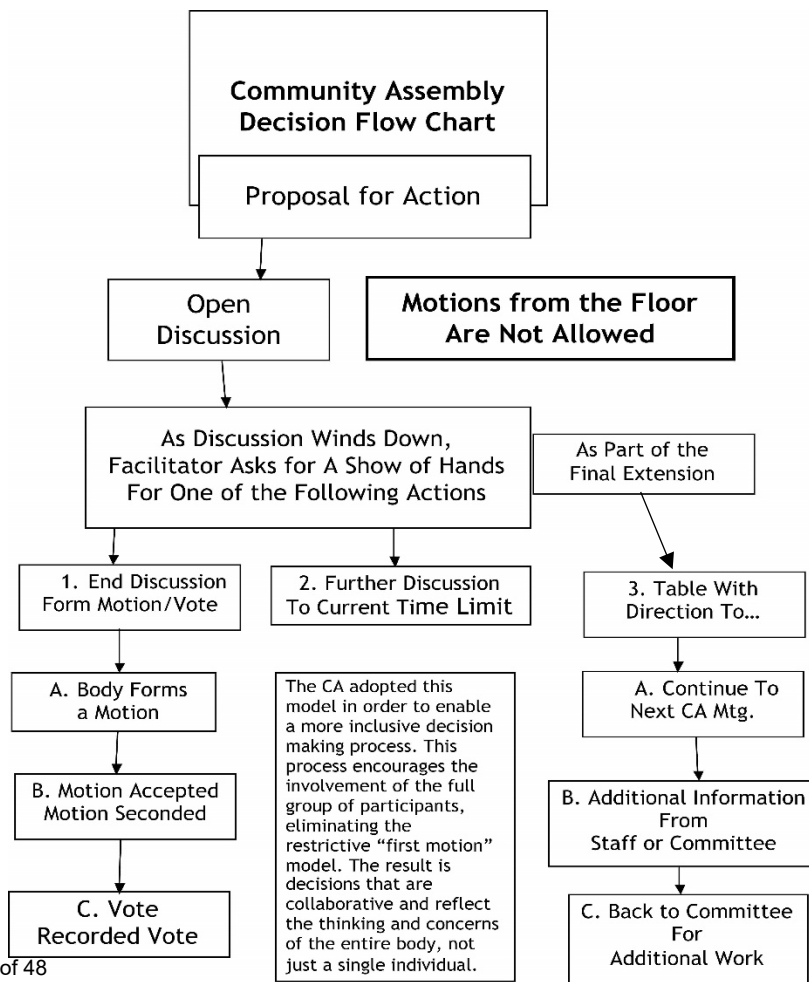 Community Assembly
Decision Flow Chart
Proposal for Action
Open
Discussion
Motions from the Floor
Are Not Allowed
As Discussion Winds Down,
Facilitator Asks for A Show of Hands
For One of the Following Actions
As Part of the
Final Extension
1. End Discussion
Form Motion/Vote
2. Further Discussion
To Current Time Limit
3. Table With
Direction To…
A. Body Forms
a Motion
B. Motion Accepted
Motion Seconded
C. Vote
Recorded Vote
The CA adopted this
model in order to enable
a more inclusive decision
making process. This
process encourages the
involvement of the full
group of participants,
eliminating the
restrictive “first motion”
model. The result is
decisions that are
collaborative and reflect
the thinking and concerns
of the entire body, not
just a single individual.
A. Continue To
Next CA Mtg.
B. Additional Information
From
Staff or Committee
C. Back to Committee
For
Additional Work
of 48